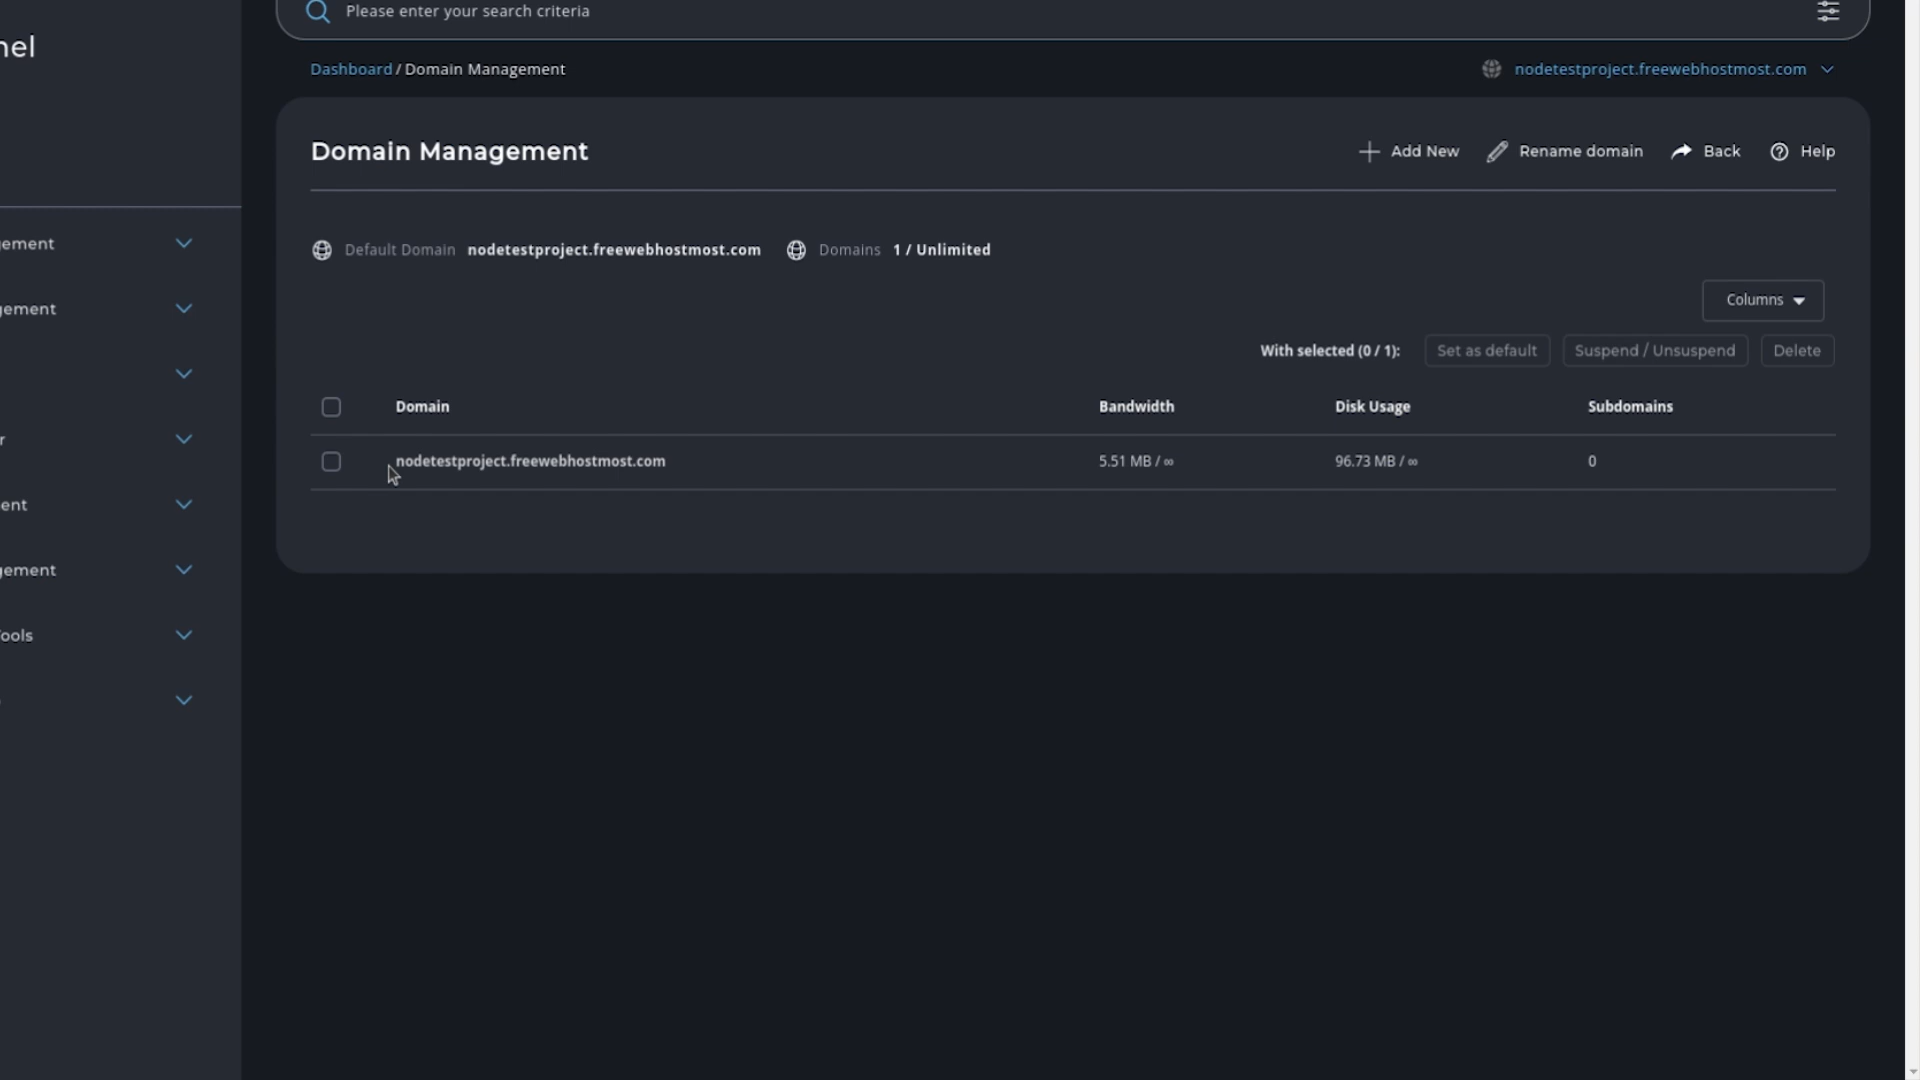 Please enter your search criteria
nel
Dashboard / Domain Management
nodetestproject.freewebhostmost.com
Domain Management
Add New
Rename domain
Back
Help
Default Domain nodetestproject.freewebhostmost.com Domains 1 / Unlimited
Columns
With selected (0 / 1): Set as default Suspend / Unsuspend Delete
Domain Bandwidth Disk Usage Subdomains
nodetestproject.freewebhostmost.com 5.51 MB / ∞ 96.73 MB / ∞ 0
gement
gement
r
ent
gement
Tools